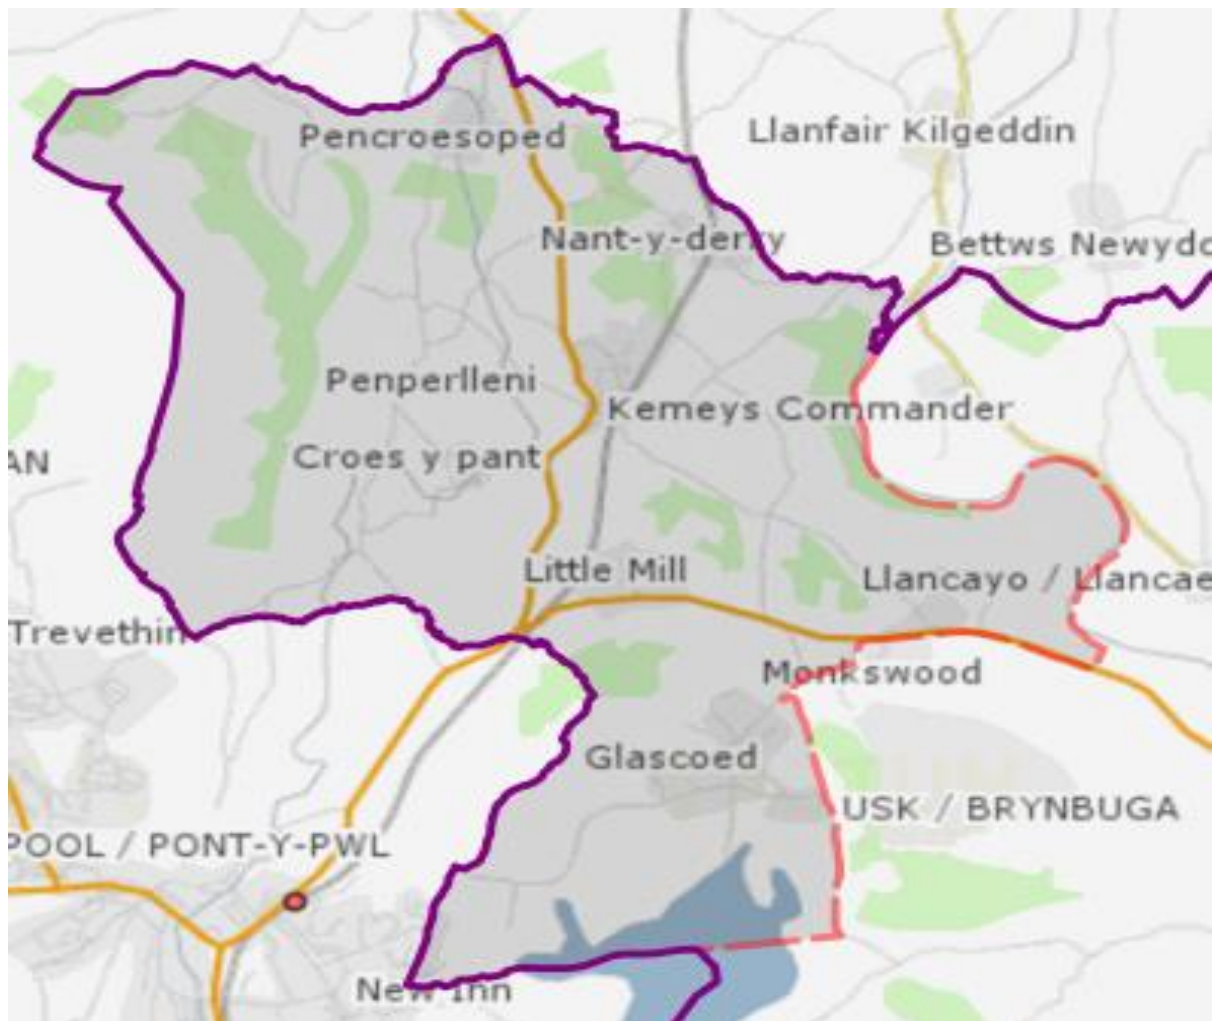 Pencroesoped
Llanfair Kilgeddin
Nant-y-derry
Bettws Newydd
Penperlleni
Kemeys Commander
Croes y pant
AN
Little Mill
Llancayo / Llancae
Trevethin
Monkswood
Glascoed
USK / BRYNBUGA
POOL / PONT-Y-PWL
New Inn